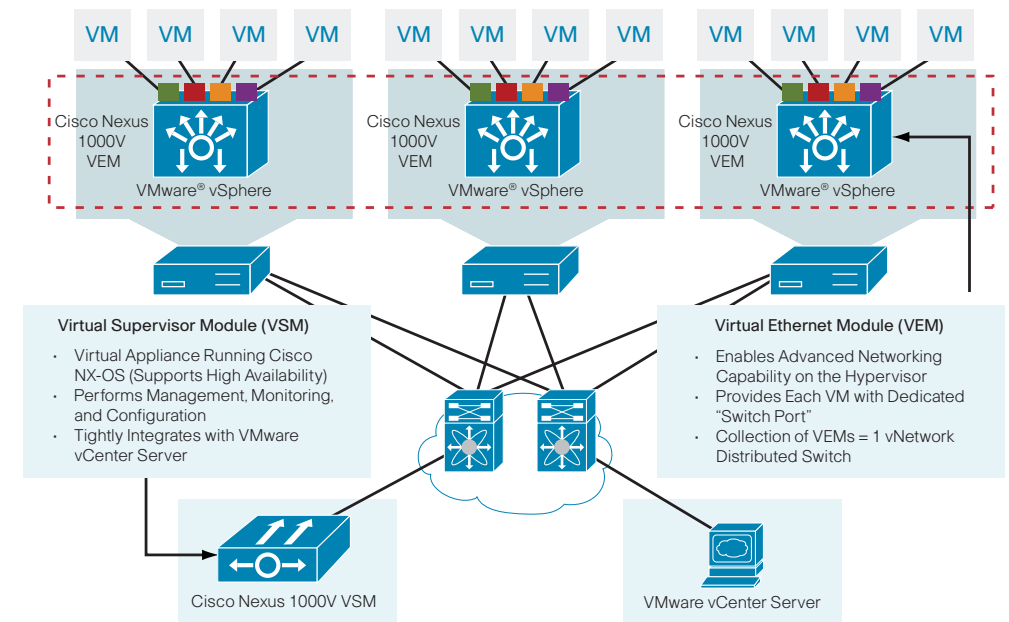 VM VM VM VM
VM VM VM VM
VM VM VM VM
Cisco Nexus
1000V
VEM
VMware® vSphere
Cisco Nexus
1000V
VEM
VMware® vSphere
Cisco Nexus
1000V
VEM
VMware® vSphere
Virtual Supervisor Module (VSM)
· Virtual Appliance Running Cisco
NX-OS (Supports High Availability)
· Performs Management, Monitoring,
and Configuration
· Tightly Integrates with VMware
vCenter Server
Virtual Ethernet Module (VEM)
· Enables Advanced Networking
Capability on the Hypervisor
· Provides Each VM with Dedicated
“Switch Port”
· Collection of VEMs = 1 vNetwork
Distributed Switch
Cisco Nexus 1000V VSM
VMware vCenter Server